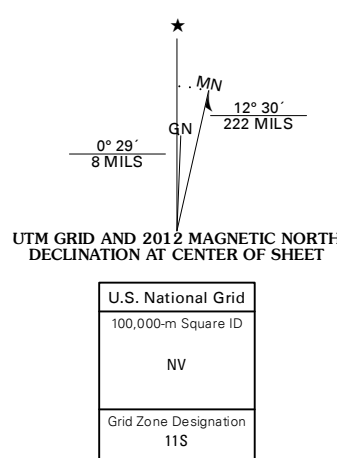 ★
MN
12° 30´
222 MILS
GN
0° 29´
8 MILS
UTM GRID AND 2012 MAGNETIC NORTH
DECLINATION AT CENTER OF SHEET
U.S. National Grid
100,000-m Square ID
NV
Grid Zone Designation
11S